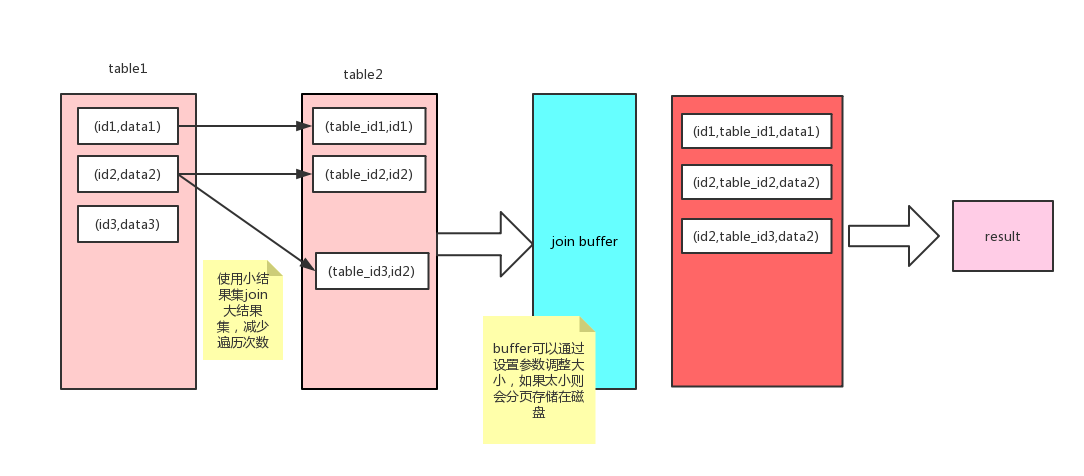 table1
(id1,data1)
(id2,data2)
(id3,data3)
使用小结
果集join
大结果
集，减少
遍历次数
table2
(table_id1,id1)
(table_id2,id2)
(table_id3,id2)
join buffer
buffer可以通过
设置参数调整大
小，如果太小则
会分页存储在磁
盘
(id1,table_id1,data1)
(id2,table_id2,data2)
(id2,table_id3,data2)
result